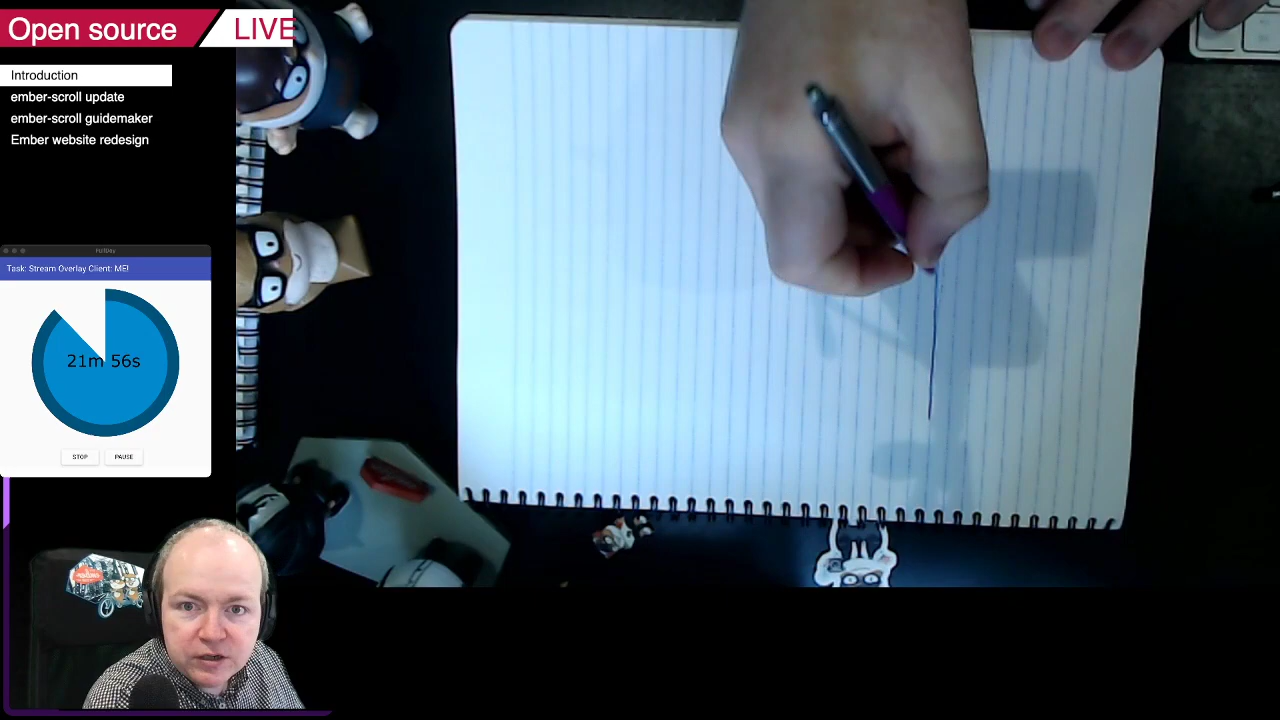 Open source LIVE
Introduction
ember-scroll update
ember-scroll guidemaker
Ember website redesign
Task: Stream Overlay Client: ME!
21m 56s
STOP PAUSE